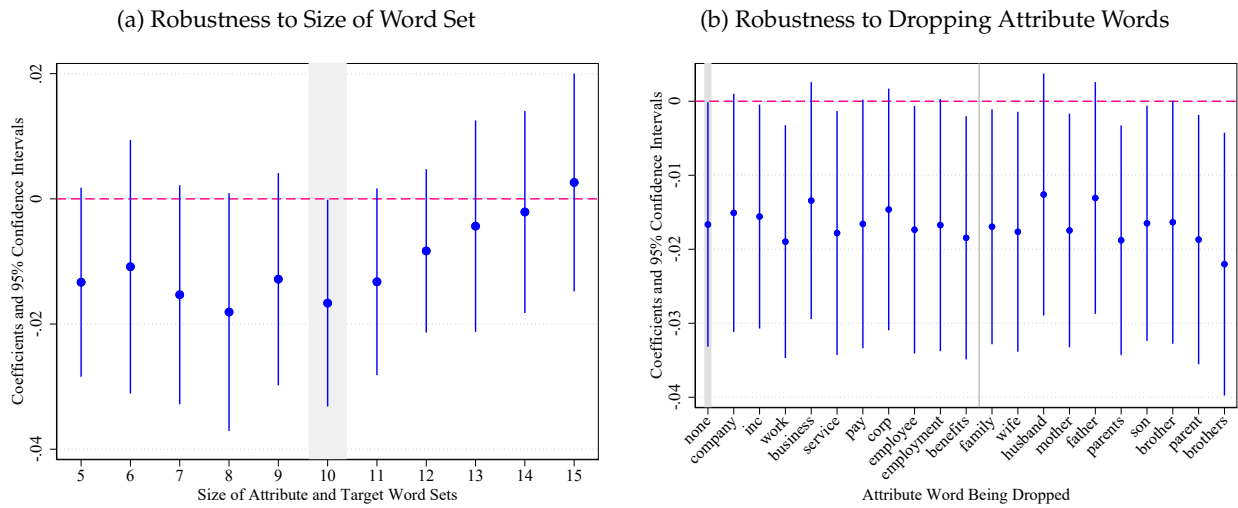 (a) Robustness to Size of Word Set
Coefficients and 95% Confidence Intervals
.02
0
-.02
-.04
5 6 7 8 9 10 11 12 13 14 15
Size of Attribute and Target Word Sets
(b) Robustness to Dropping Attribute Words
Coefficients and 95% Confidence Intervals
0
-.01
-.02
-.03
-.04
none company inc work business service pay corp employee employment benefits family wife husband mother father parents son brother parent brothers
Attribute Word Being Dropped